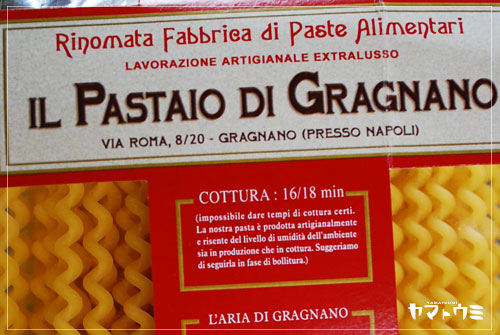 Rinomata Fabbrica di Paste Alimentari
LAVORAZIONE ARTIGIANALE EXTRALUSSO
IL PASTAIO DI GRAGNANO
VIA ROMA, 8/20 - GRAGNANO (PRESSO NAPOLI)
COTTURA : 16/18 min
(impossibile dare tempi di cottura certi.
La nostra pasta è prodotta artigianalmente
e risente del livello di umidità dell'ambiente
sia in produzione che in cottura. Suggeriamo
di seguirla in fase di bollitura.)
L'ARIA DI GRAGNANO
YAMATOUMI
ヤマトウミ